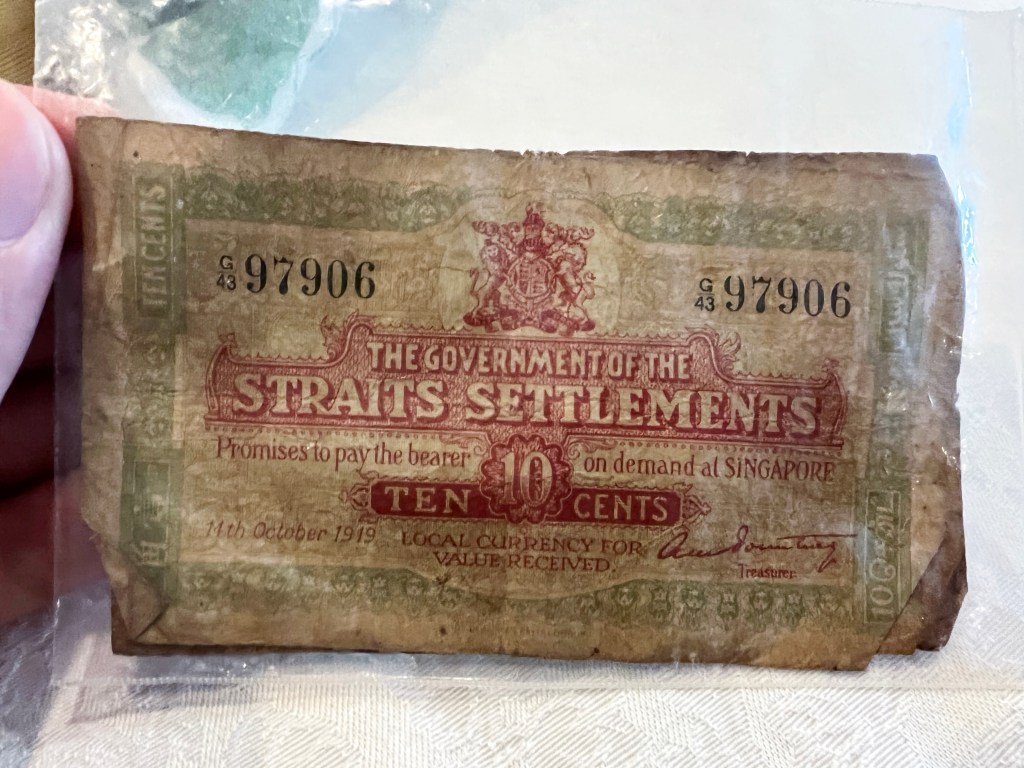 TEN CENTS
G/43 97906
G/43 97906
THE GOVERNMENT OF THE
STRAITS SETTLEMENTS
Promises to pay the bearer
10
on demand at SINGAPORE
TEN CENTS
14th October 1919
LOCAL CURRENCY FOR
VALUE RECEIVED.
Treasurer